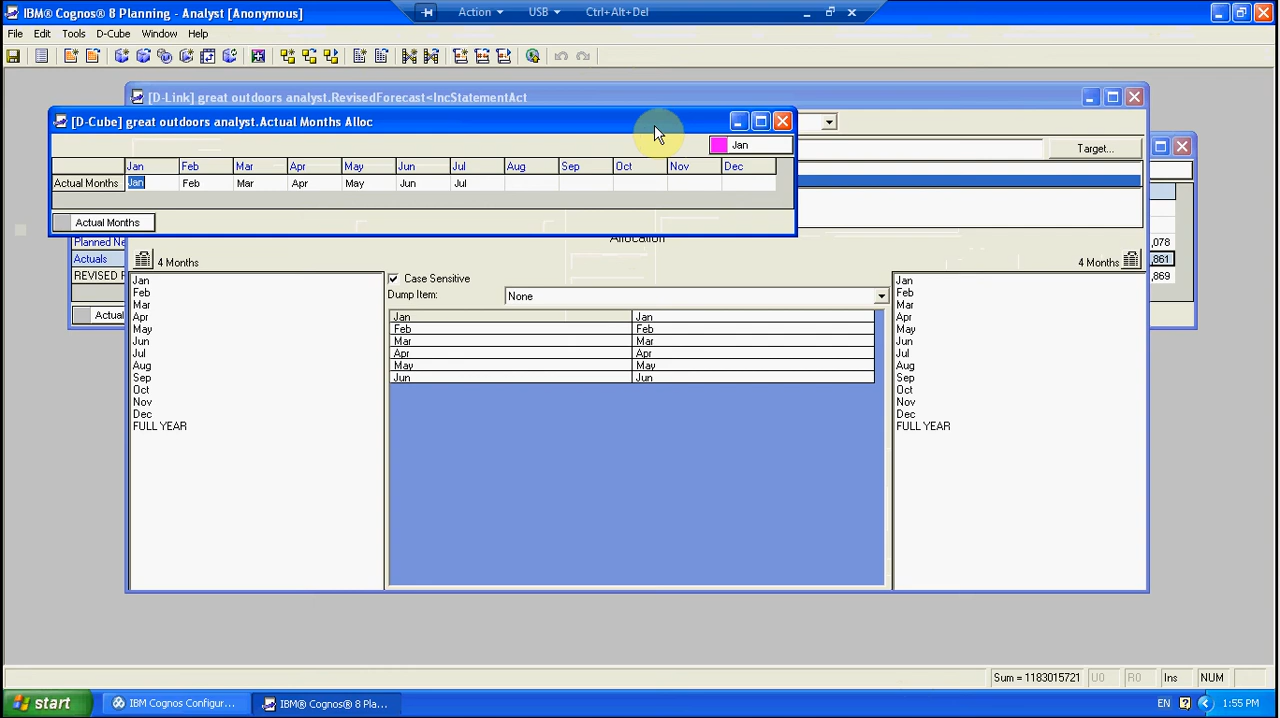 IBM® Cognos 8 Planning - Analyst [Anonymous]
Action USB Ctrl+Alt+Del
File Edit Tools D-Cube Window Help
[D-Link] great outdoors analyst.RevisedForecast<IncStatementAct
[D-Cube] great outdoors analyst.Actual Months Alloc
Jan
Target...
Jan Feb Mar Apr May Jun Jul Aug Sep Oct Nov Dec
Actual Months Jan Feb Mar Apr May Jun Jul
Actual Months
Allocation
Planned Ne ,078
Actuals ,861
REVISED F ,869
Actual
4 Months
Case Sensitive
4 Months
Dump Item: None
Jan
Feb
Mar
Apr
May
Jun
Jul
Aug
Sep
Oct
Nov
Dec
FULL YEAR
Jan Jan
Feb Feb
Mar Mar
Apr Apr
May May
Jun Jun
Jan
Feb
Mar
Apr
May
Jun
Jul
Aug
Sep
Oct
Nov
Dec
FULL YEAR
Sum = 1183015721 U0 R0 Ins NUM
start IBM Cognos Configur... IBM® Cognos® 8 Pla... EN 1:55 PM